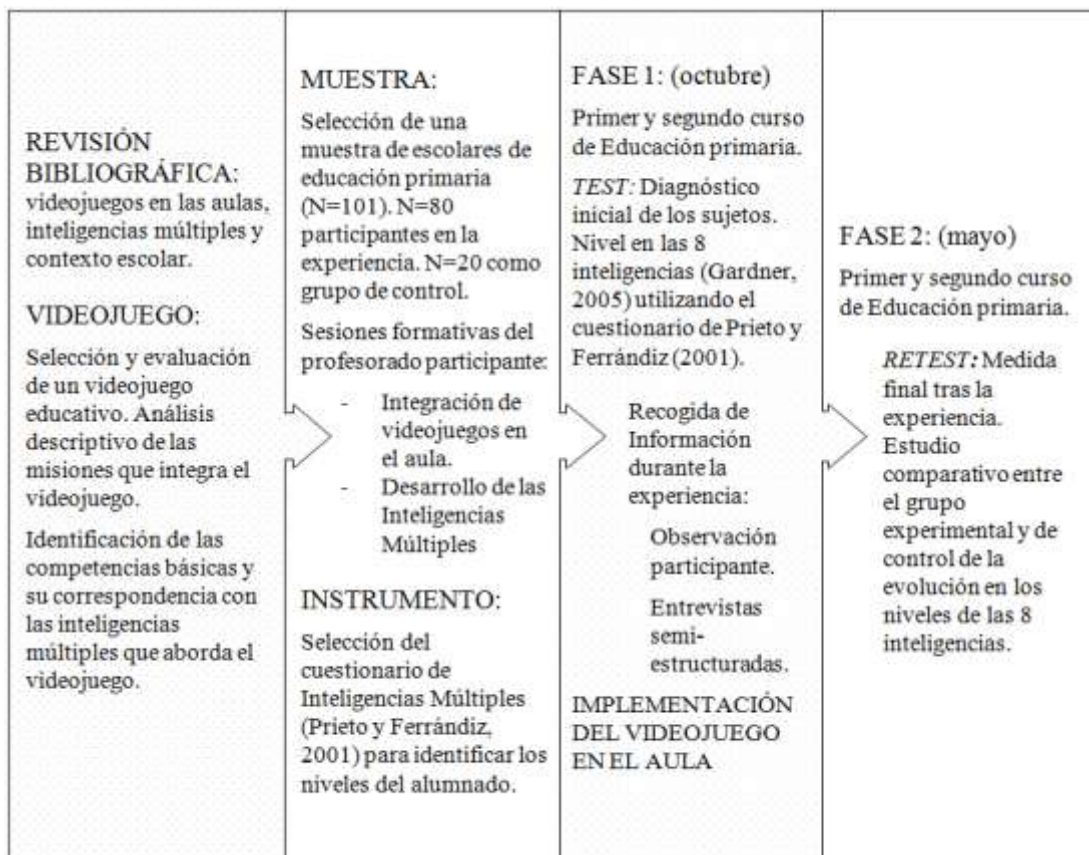 REVISIÓN
BIBLIOGRÁFICA:
videojuegos en las aulas,
inteligencias múltiples y
contexto escolar.
VIDEOJUEGO:
Selección y evaluación
de un videojuego
educativo. Análisis
descriptivo de las
misiones que integra el
videojuego.
Identificación de las
competencias básicas y
su correspondencia con
las inteligencias
múltiples que aborda el
videojuego.
MUESTRA:
Selección de una
muestra de escolares de
educación primaria
(N=101). N=80
participantes en la
experiencia. N=20 como
grupo de control.
Sesiones formativas del
profesorado participante:
- Integración de
videojuegos en
el aula.
- Desarrollo de las
Inteligencias
Múltiples
INSTRUMENTO:
Selección del
cuestionario de
Inteligencias Múltiples
(Prieto y Ferrándiz,
2001) para identificar los
niveles del alumnado.
FASE 1: (octubre)
Primer y segundo curso
de Educación primaria.
TEST: Diagnóstico
inicial de los sujetos.
Nivel en las 8
inteligencias (Gardner,
2005) utilizando el
cuestionario de Prieto y
Ferrándiz (2001).
Recogida de
Información
durante la
experiencia:
Observación
participante.
Entrevistas
semi-
estructuradas.
IMPLEMENTACIÓN
DEL VIDEOJUEGO
EN EL AULA
FASE 2: (mayo)
Primer y segundo curso
de Educación primaria.
RETEST: Medida
final tras la
experiencia.
Estudio
comparativo entre
el grupo
experimental y de
control de la
evolución en los
niveles de las 8
inteligencias.